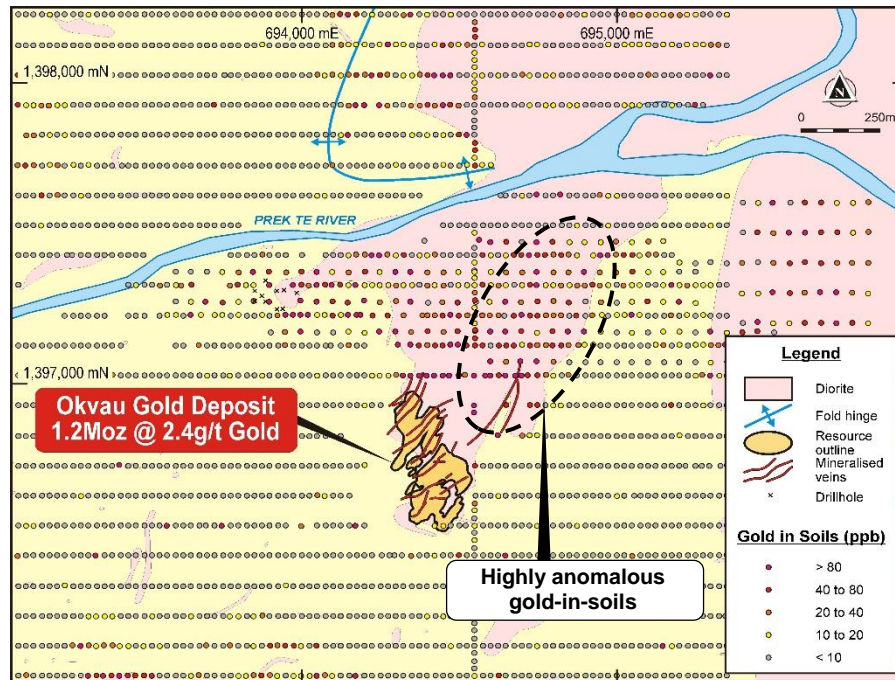 694,000 mE
695,000 mE
1,398,000 mN
N
0
250m
PREK TE RIVER
1,397,000 mN
Okvau Gold Deposit
1.2Moz @ 2.4g/t Gold
Highly anomalous
gold-in-soils
Legend
Diorite
Fold hinge
Resource
outline
Mineralised
veins
Drillhole
Gold in Soils (ppb)
> 80
40 to 80
20 to 40
10 to 20
< 10